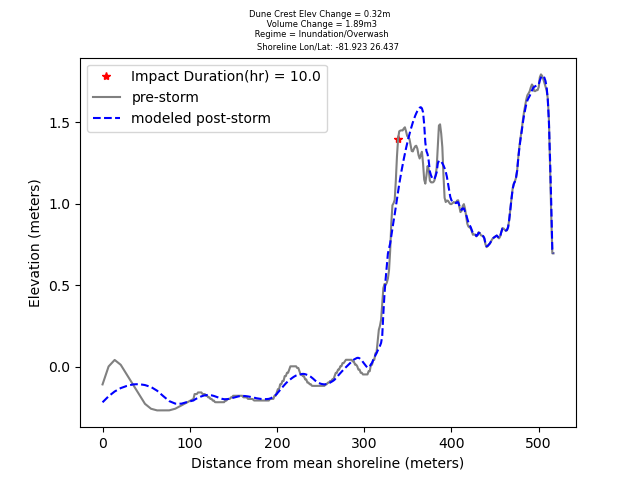 Dune Crest Elev Change = 0.32m
Volume Change = 1.89m3
Regime = Inundation/Overwash
Shoreline Lon/Lat: -81.923 26.437
Impact Duration(hr) = 10.0
pre-storm
modeled post-storm
1.5
1.0
0.5
0.0
Elevation (meters)
0 100 200 300 400 500
Distance from mean shoreline (meters)